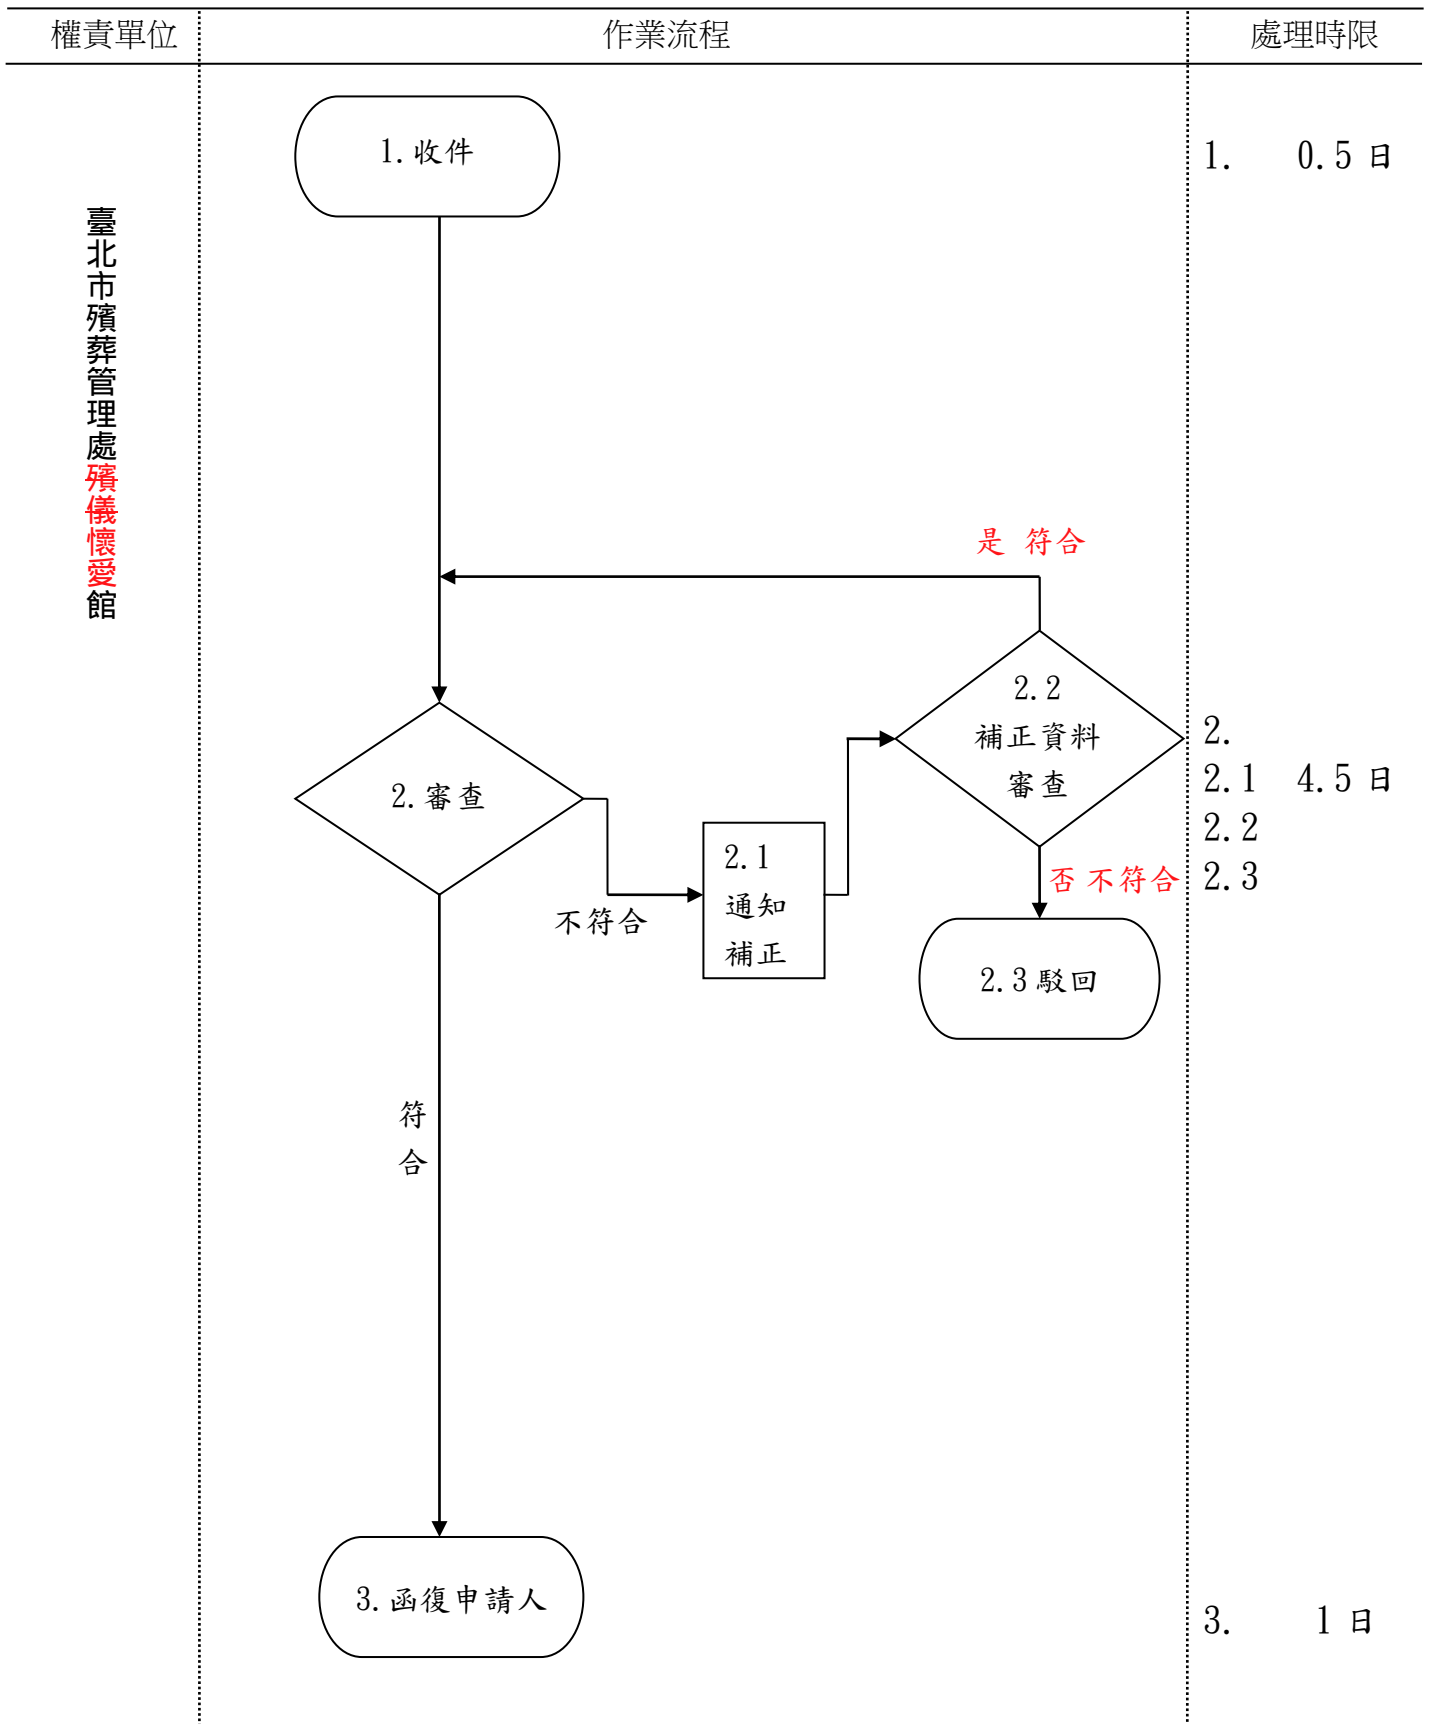 權責單位
作業流程
處理時限
臺北市殯葬管理處殯儀懷愛館
1.收件
1. 0.5 日
是 符合
2.2
補正資料
審查
2.審查
2.1
通知
補正
不符合
否 不符合
2.3 駁回
2.
2.1 4.5 日
2.2
2.3
符
合
3.函復申請人
3. 1 日